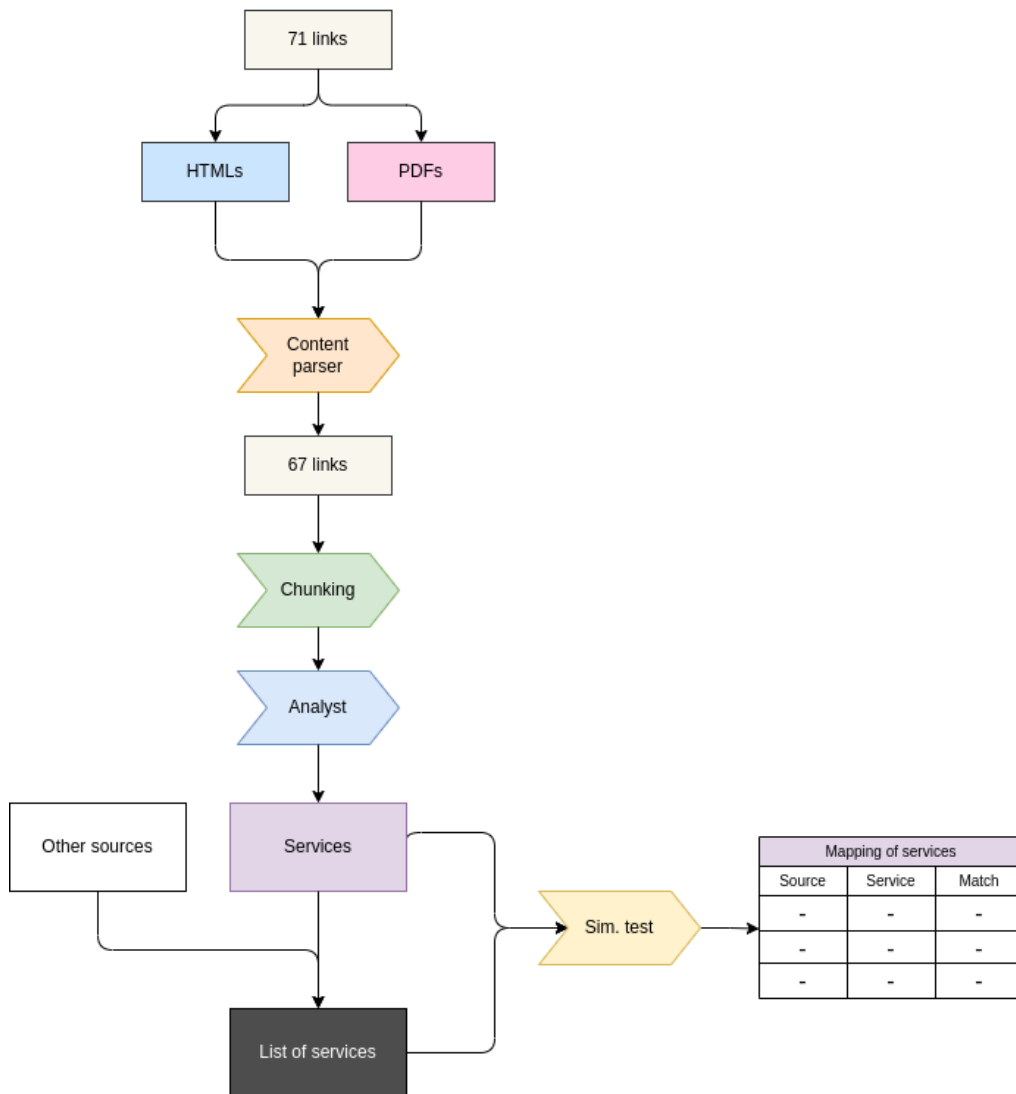 71 links
HTMLs
PDFs
Content
parser
67 links
Chunking
Analyst
Other sources
Services
Mapping of services
Source Service Match
- - -
- - -
- - -
Sim. test
List of services